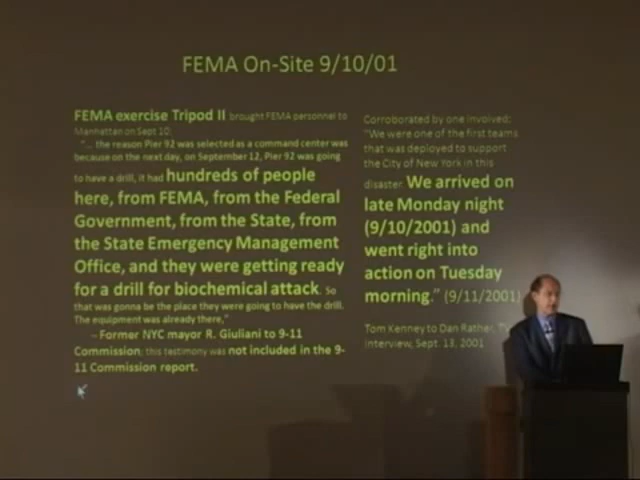 FEMA On-Site 9/10/01
FEMA exercise Tripod II brought FEMA personnel to
Manhattan on Sept 10:
"... the reason Pier 92 was selected as a command center was
because on the next day, on September 12, Pier 92 was going
to have a drill, it had hundreds of people
here, from FEMA, from the Federal
Government, from the State, from
the State Emergency Management
Office, and they were getting ready
for a drill for biochemical attack. So
that was gonna be the place they were going to have the drill.
The equipment was already there,"
– Former NYC mayor R. Giuliani to 9-11
Commission; this testimony was not included in the 9-
11 Commission report.
Corroborated by one involved:
"We were one of the first teams
that was deployed to support
the City of New York in this
disaster. We arrived on
late Monday night
(9/10/2001) and
went right into
action on Tuesday
morning." (9/11/2001)
Tom Kenney to Dan Rather, TV
interview, Sept. 13, 2001